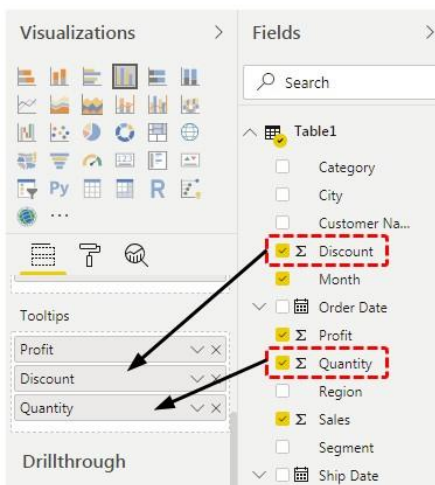 Visualizations
Py
R
123
...
Tooltips
Profit
Discount
Quantity
Drillthrough
Fields
Search
Table1
Category
City
Customer Na...
Σ Discount
Month
Order Date
Σ Profit
Σ Quantity
Region
Σ Sales
Segment
Ship Date